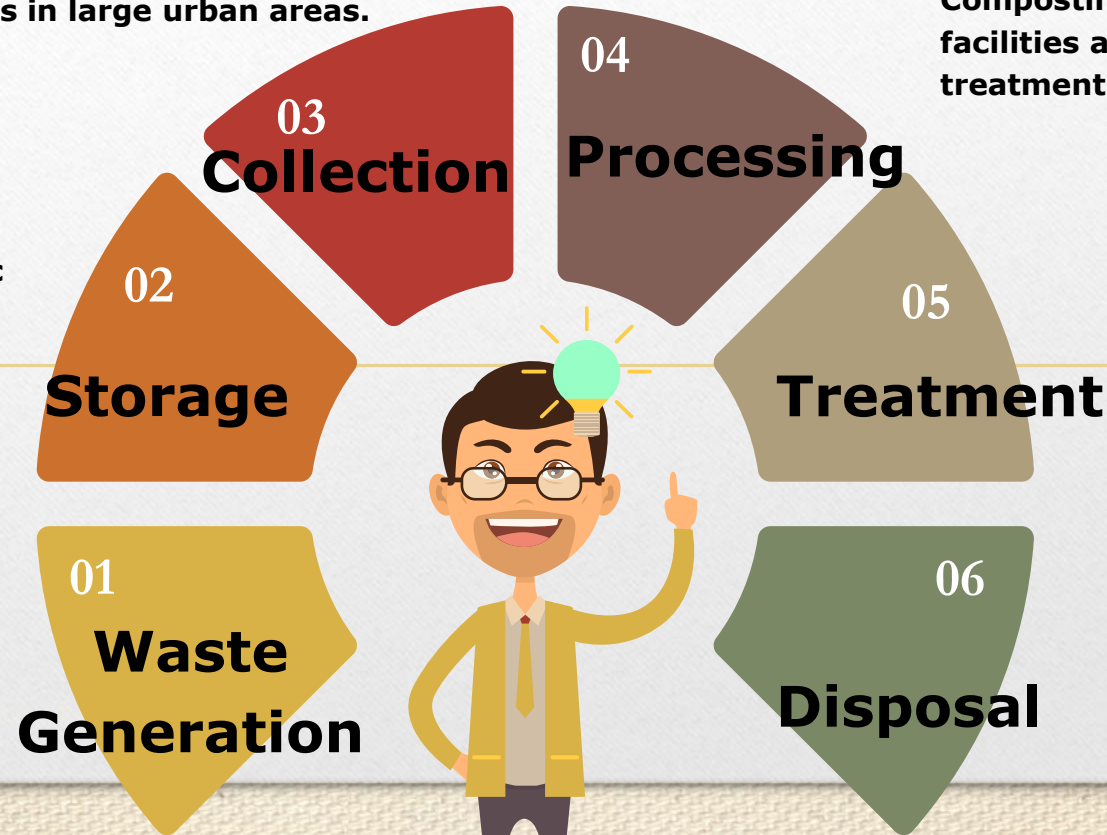 s in large urban areas.
facilities a
treatment
03
Collection
04
Processing
02
Storage
05
Treatment
01
Waste
Generation
06
Disposal